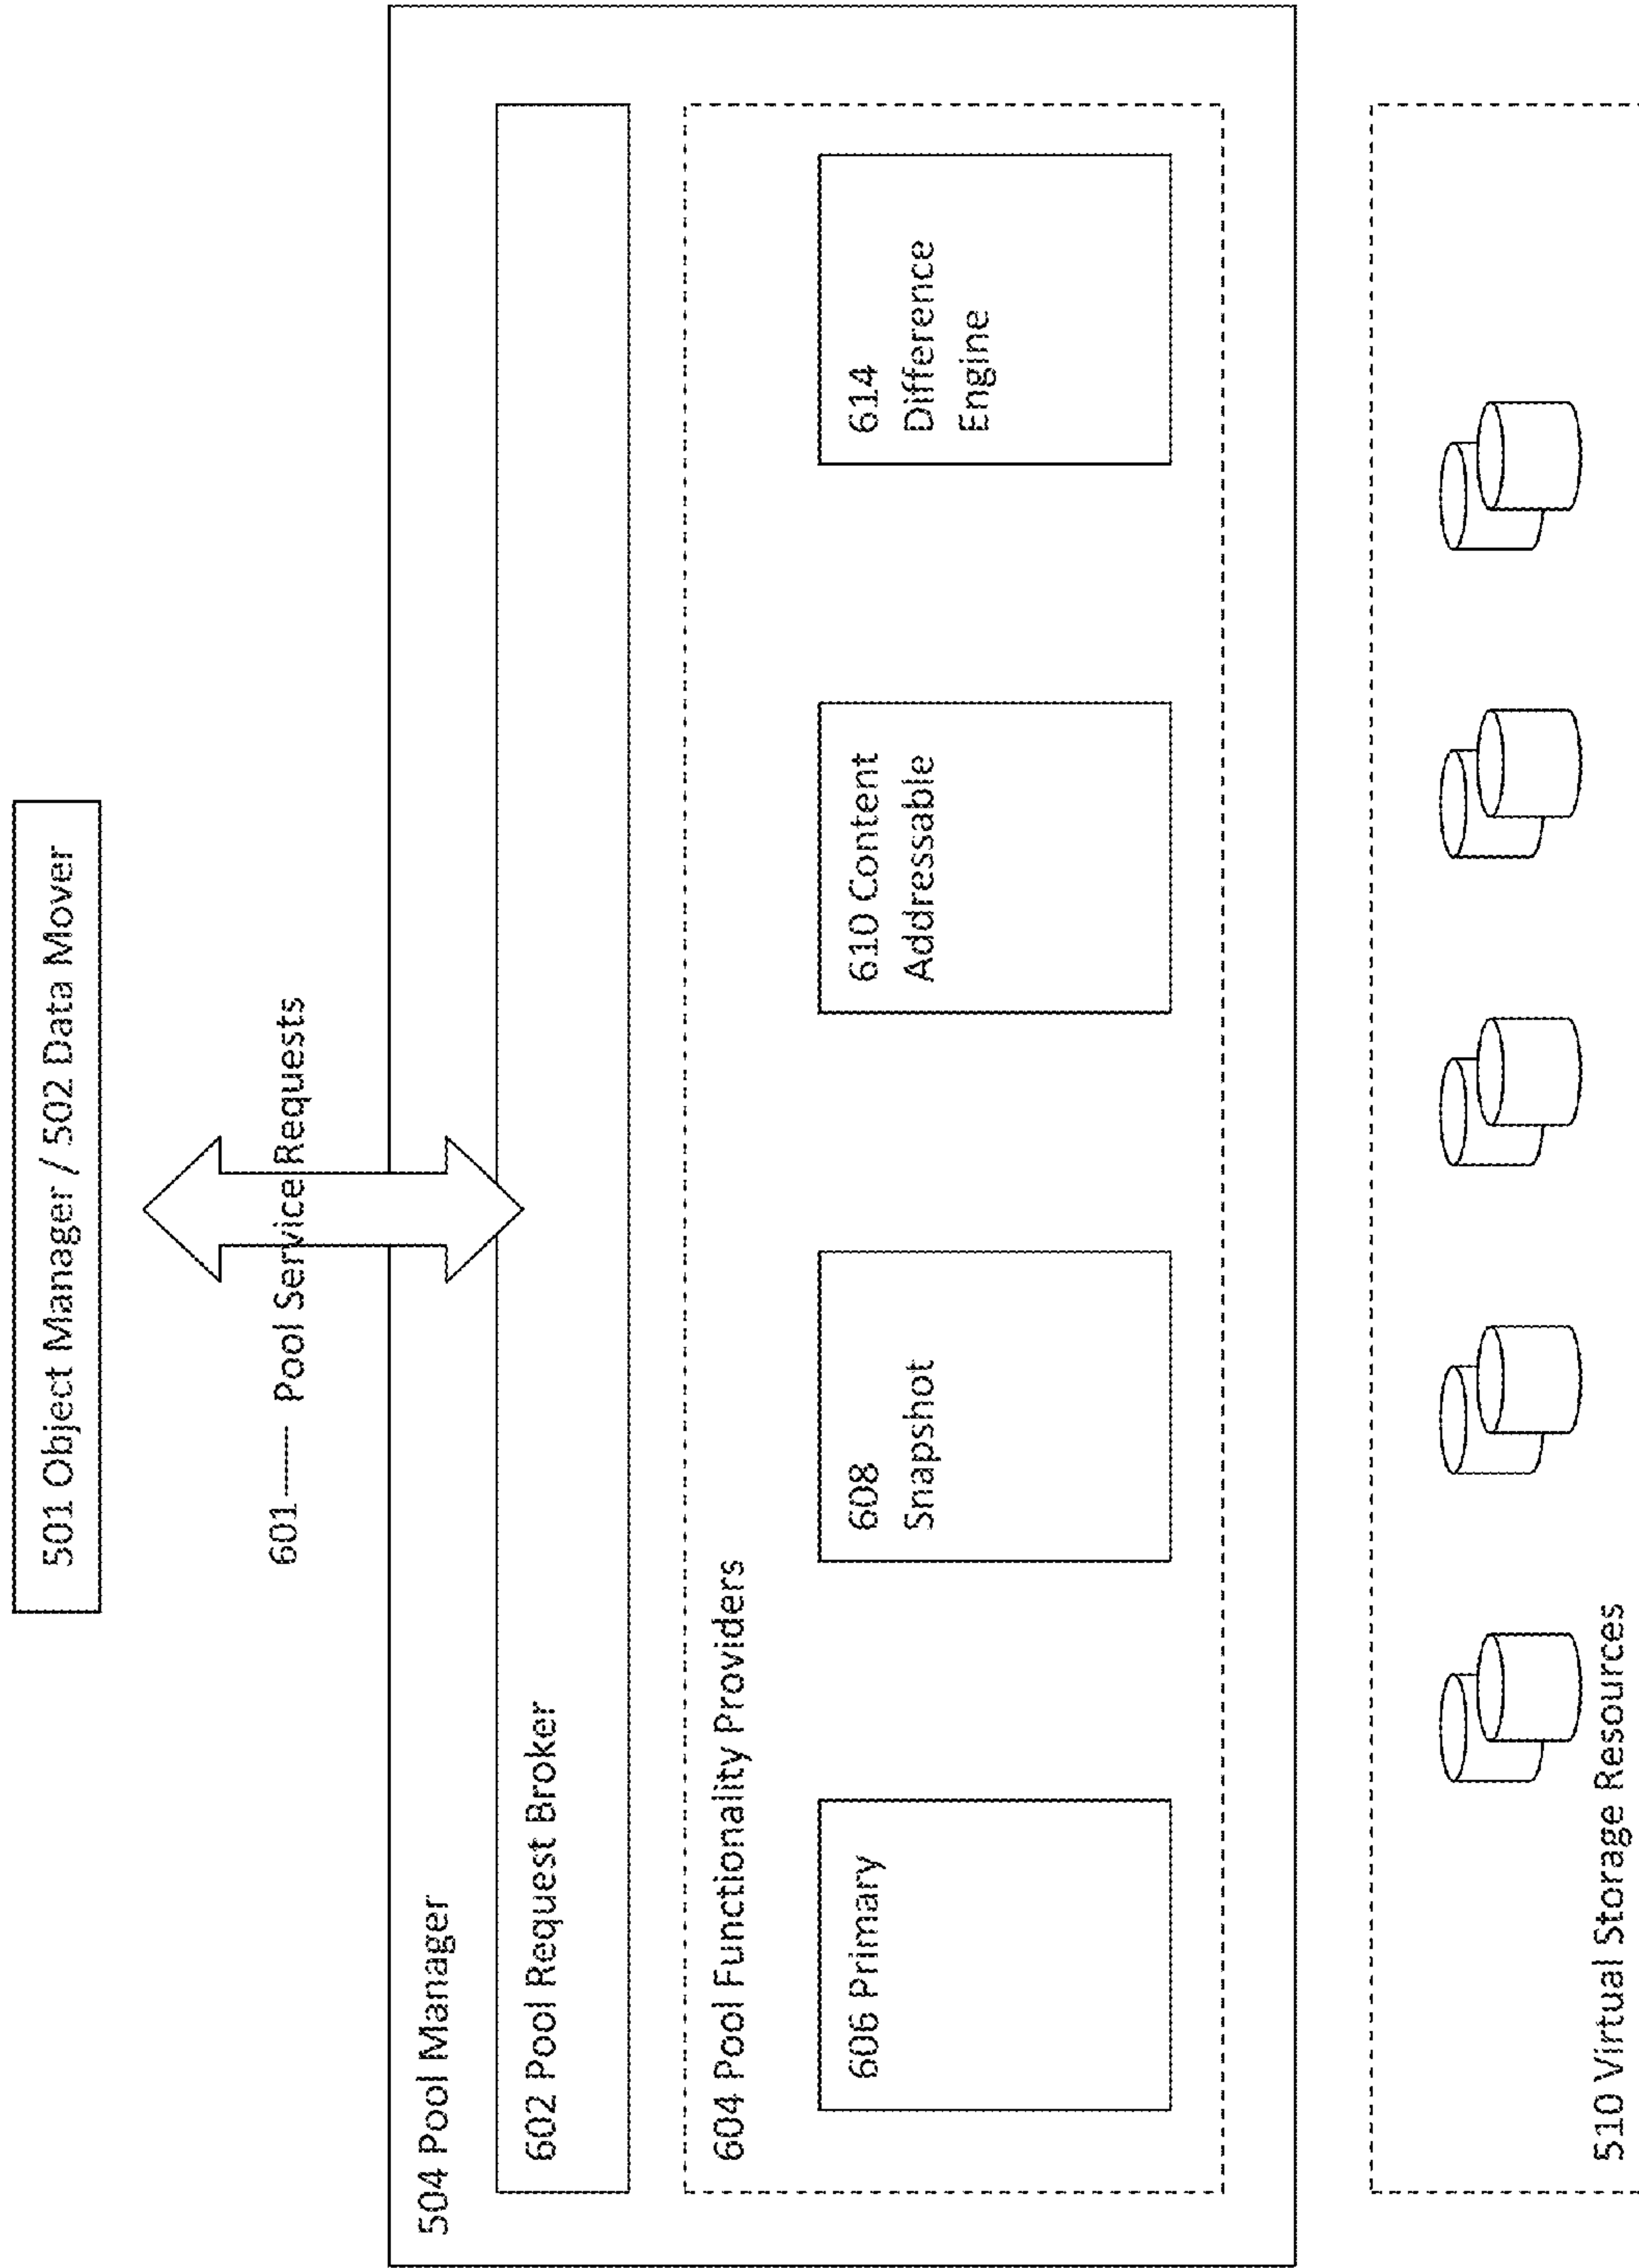 501 Object Manager / 502 Data Mover
601 Pool Service Requests
504 Pool Manager
602 Pool Request Broker
604 Pool Functionality Providers
606 Primary
608
Snapshot
610 Content
Addressable
614
Difference
Engine
510 Virtual Storage Resources